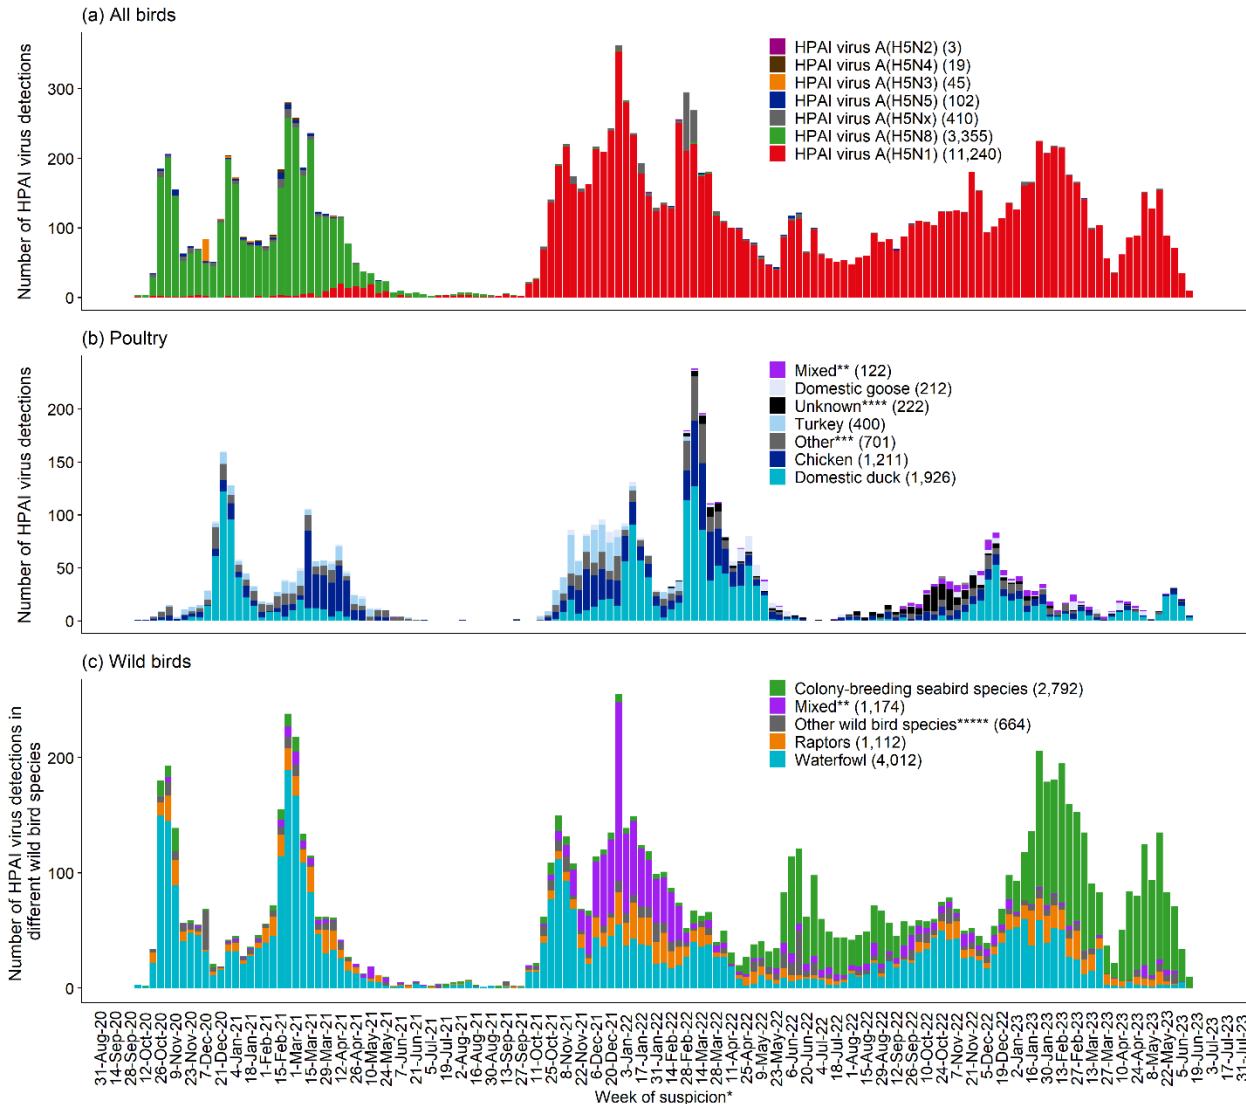 (a) All birds
Number of HPAI virus detections
300
200
100
0
HPAI virus A(H5N2) (3)
HPAI virus A(H5N4) (19)
HPAI virus A(H5N3) (45)
HPAI virus A(H5N5) (102)
HPAI virus A(H5Nx) (410)
HPAI virus A(H5N8) (3,355)
HPAI virus A(H5N1) (11,240)
(b) Poultry
Number of HPAI virus detections
200
150
100
50
0
Mixed** (122)
Domestic goose (212)
Unknown**** (222)
Turkey (400)
Other*** (701)
Chicken (1,211)
Domestic duck (1,926)
(c) Wild birds
Number of HPAI virus detections in
different wild bird species
200
100
0
Colony-breeding seabird species (2,792)
Mixed** (1,174)
Other wild bird species***** (664)
Raptors (1,112)
Waterfowl (4,012)
31-Aug-20
14-Sep-20
28-Sep-20
12-Oct-20
26-Oct-20
9-Nov-20
23-Nov-20
7-Dec-20
21-Dec-20
4-Jan-21
18-Jan-21
1-Feb-21
15-Feb-21
1-Mar-21
15-Mar-21
29-Mar-21
12-Apr-21
26-Apr-21
10-May-21
24-May-21
7-Jun-21
21-Jun-21
5-Jul-21
19-Jul-21
2-Aug-21
16-Aug-21
30-Aug-21
13-Sep-21
27-Sep-21
11-Oct-21
25-Oct-21
8-Nov-21
22-Nov-21
6-Dec-21
20-Dec-21
3-Jan-22
17-Jan-22
31-Jan-22
14-Feb-22
28-Feb-22
14-Mar-22
28-Mar-22
11-Apr-22
25-Apr-22
9-May-22
23-May-22
6-Jun-22
20-Jun-22
4-Jul-22
18-Jul-22
1-Aug-22
15-Aug-22
29-Aug-22
12-Sep-22
26-Sep-22
10-Oct-22
24-Oct-22
7-Nov-22
21-Nov-22
5-Dec-22
19-Dec-22
2-Jan-23
16-Jan-23
30-Jan-23
13-Feb-23
27-Feb-23
13-Mar-23
27-Mar-23
10-Apr-23
24-Apr-23
8-May-23
22-May-23
5-Jun-23
19-Jun-23
3-Jul-23
17-Jul-23
31-Jul-23
Week of suspicion*